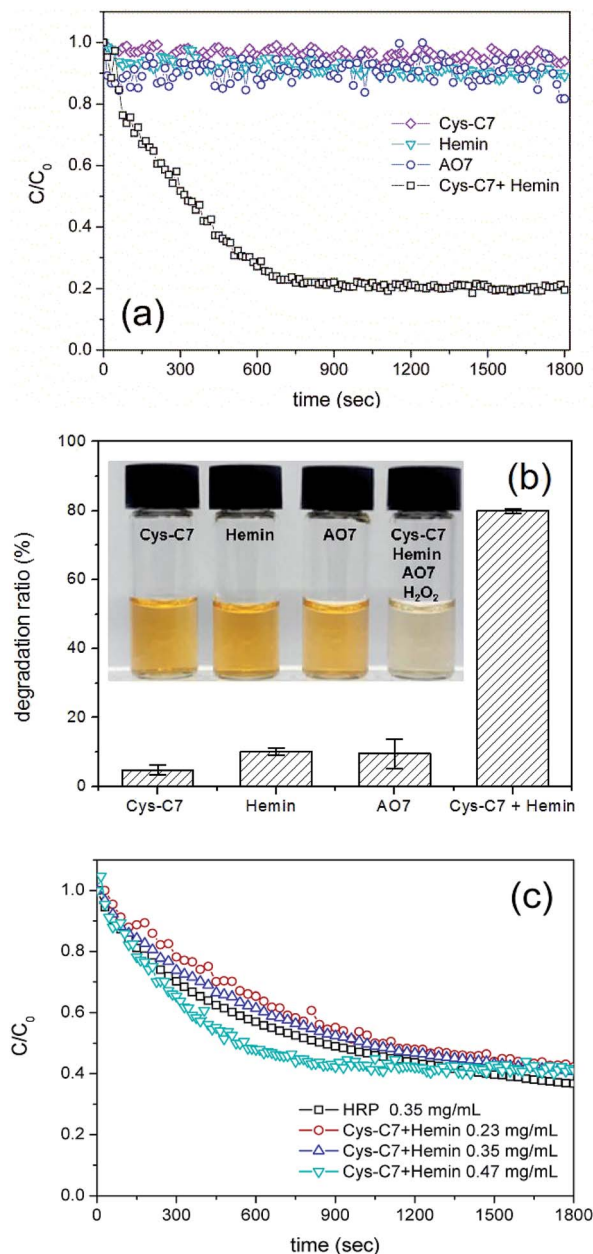 C/C0
1.0
0.8
0.6
0.4
0.2
0.0
Cys-C7
Hemin
AO7
Cys-C7+ Hemin
(a)
0 300 600 900 1200 1500 1800
time (sec)
degradation ratio (%)
100
80
60
40
20
0
(b)
Cys-C7 Hemin AO7 Cys-C7
Hemin
AO7
H2O2
Cys-C7 Hemin AO7 Cys-C7 + Hemin
C/C0
1.0
0.8
0.6
0.4
0.2
0.0
(c)
HRP 0.35 mg/mL
Cys-C7+Hemin 0.23 mg/mL
Cys-C7+Hemin 0.35 mg/mL
Cys-C7+Hemin 0.47 mg/mL
0 300 600 900 1200 1500 1800
time (sec)